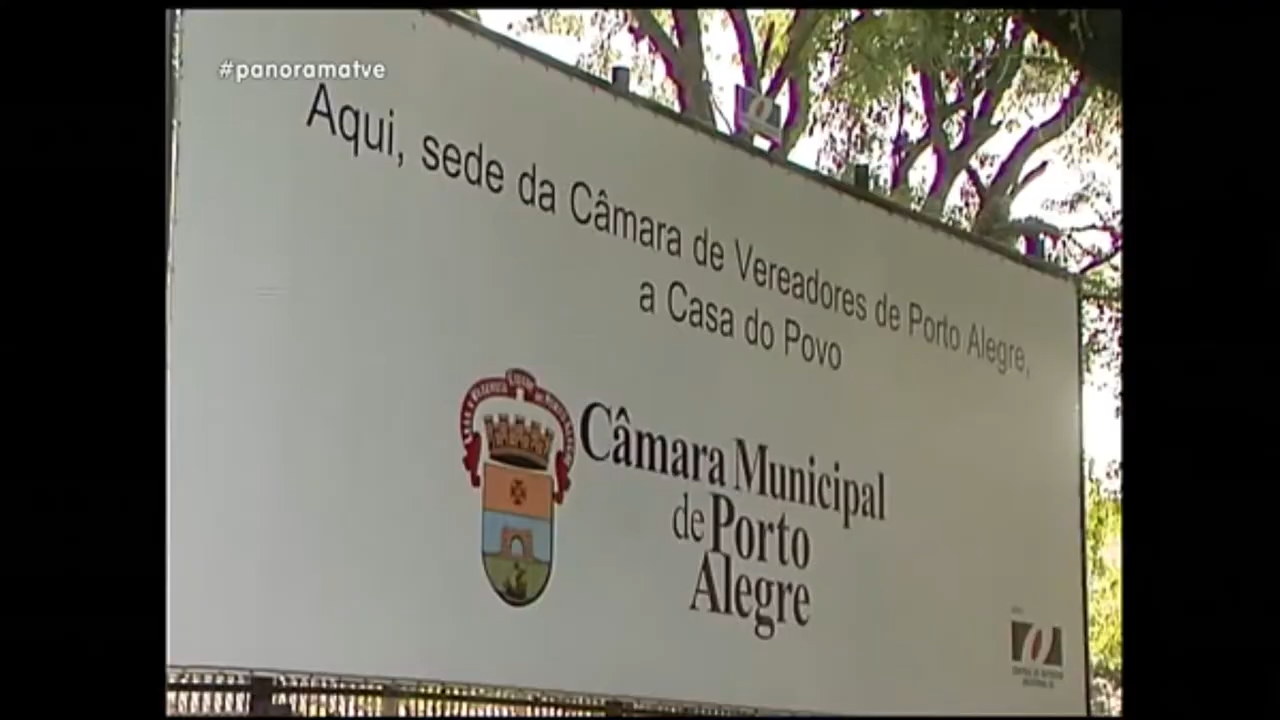 #panoramatve
Aqui, sede da Câmara de Vereadores de Porto Alegre,
a Casa do Povo
Câmara Municipal
de Porto
Alegre